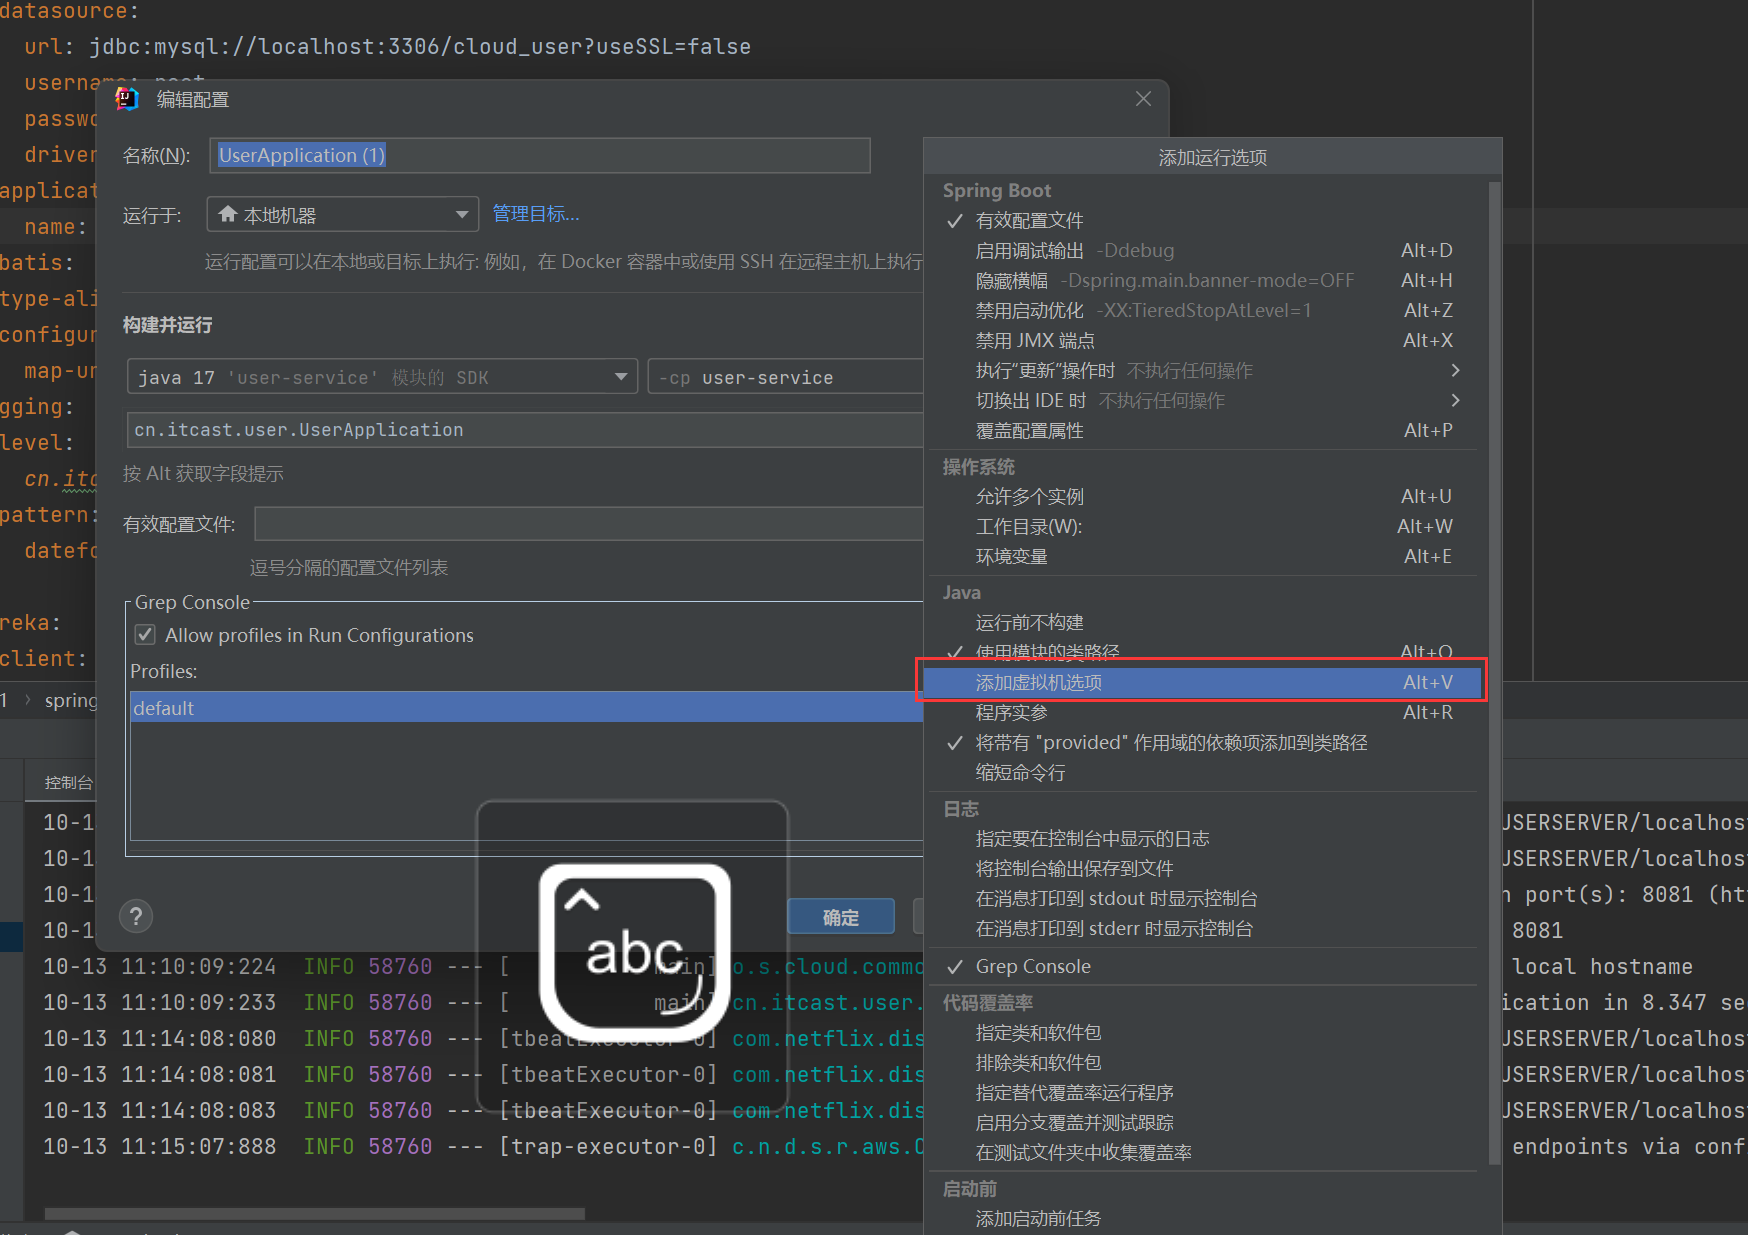 datasource:
url: jdbc:mysql://localhost:3306/cloud_user?useSSL=false
username: root
passwo
driver
applicat
name:
batis:
type-ali
configur
map-un
gging:
level:
cn.itc
pattern:
datefo
reka:
client:
1 › spring
编辑配置
名称(N): UserApplication (1)
运行于: 本地机器 管理目标...
运行配置可以在本地或目标上执行: 例如，在 Docker 容器中或使用 SSH 在远程主机上执行
构建并运行
java 17 'user-service' 模块的 SDK -cp user-service
cn.itcast.user.UserApplication
按 Alt 获取字段提示
有效配置文件:
逗号分隔的配置文件列表
Grep Console
Allow profiles in Run Configurations
Profiles:
default
?
确定
abc
添加运行选项
Spring Boot
✓ 有效配置文件
启用调试输出 -Ddebug Alt+D
隐藏横幅 -Dspring.main.banner-mode=OFF Alt+H
禁用启动优化 -XX:TieredStopAtLevel=1 Alt+Z
禁用 JMX 端点 Alt+X
执行“更新”操作时 不执行任何操作 >
切换出 IDE 时 不执行任何操作 >
覆盖配置属性 Alt+P
操作系统
允许多个实例 Alt+U
工作目录(W): Alt+W
环境变量 Alt+E
Java
运行前不构建
✓ 使用模块的类路径 Alt+O
添加虚拟机选项 Alt+V
程序实参 Alt+R
✓ 将带有 "provided" 作用域的依赖项添加到类路径
缩短命令行
日志
指定要在控制台中显示的日志
将控制台输出保存到文件
在消息打印到 stdout 时显示控制台
在消息打印到 stderr 时显示控制台
✓ Grep Console
代码覆盖率
指定类和软件包
排除类和软件包
指定替代覆盖率运行程序
启用分支覆盖并测试跟踪
在测试文件夹中收集覆盖率
启动前
添加启动前任务
控制台
10-1 USERSERVER/localhos
10-1 USERSERVER/localhos
10-1 n port(s): 8081 (ht
10-1 8081
10-13 11:10:09:224 INFO 58760 --- [ main] o.s.cloud.commo local hostname
10-13 11:10:09:233 INFO 58760 --- [ main] cn.itcast.user. ication in 8.347 se
10-13 11:14:08:080 INFO 58760 --- [tbeatExecutor-0] com.netflix.dis USERSERVER/localhos
10-13 11:14:08:081 INFO 58760 --- [tbeatExecutor-0] com.netflix.dis USERSERVER/localhos
10-13 11:14:08:083 INFO 58760 --- [tbeatExecutor-0] com.netflix.dis USERSERVER/localhos
10-13 11:15:07:888 INFO 58760 --- [trap-executor-0] c.n.d.s.r.aws.C endpoints via conf